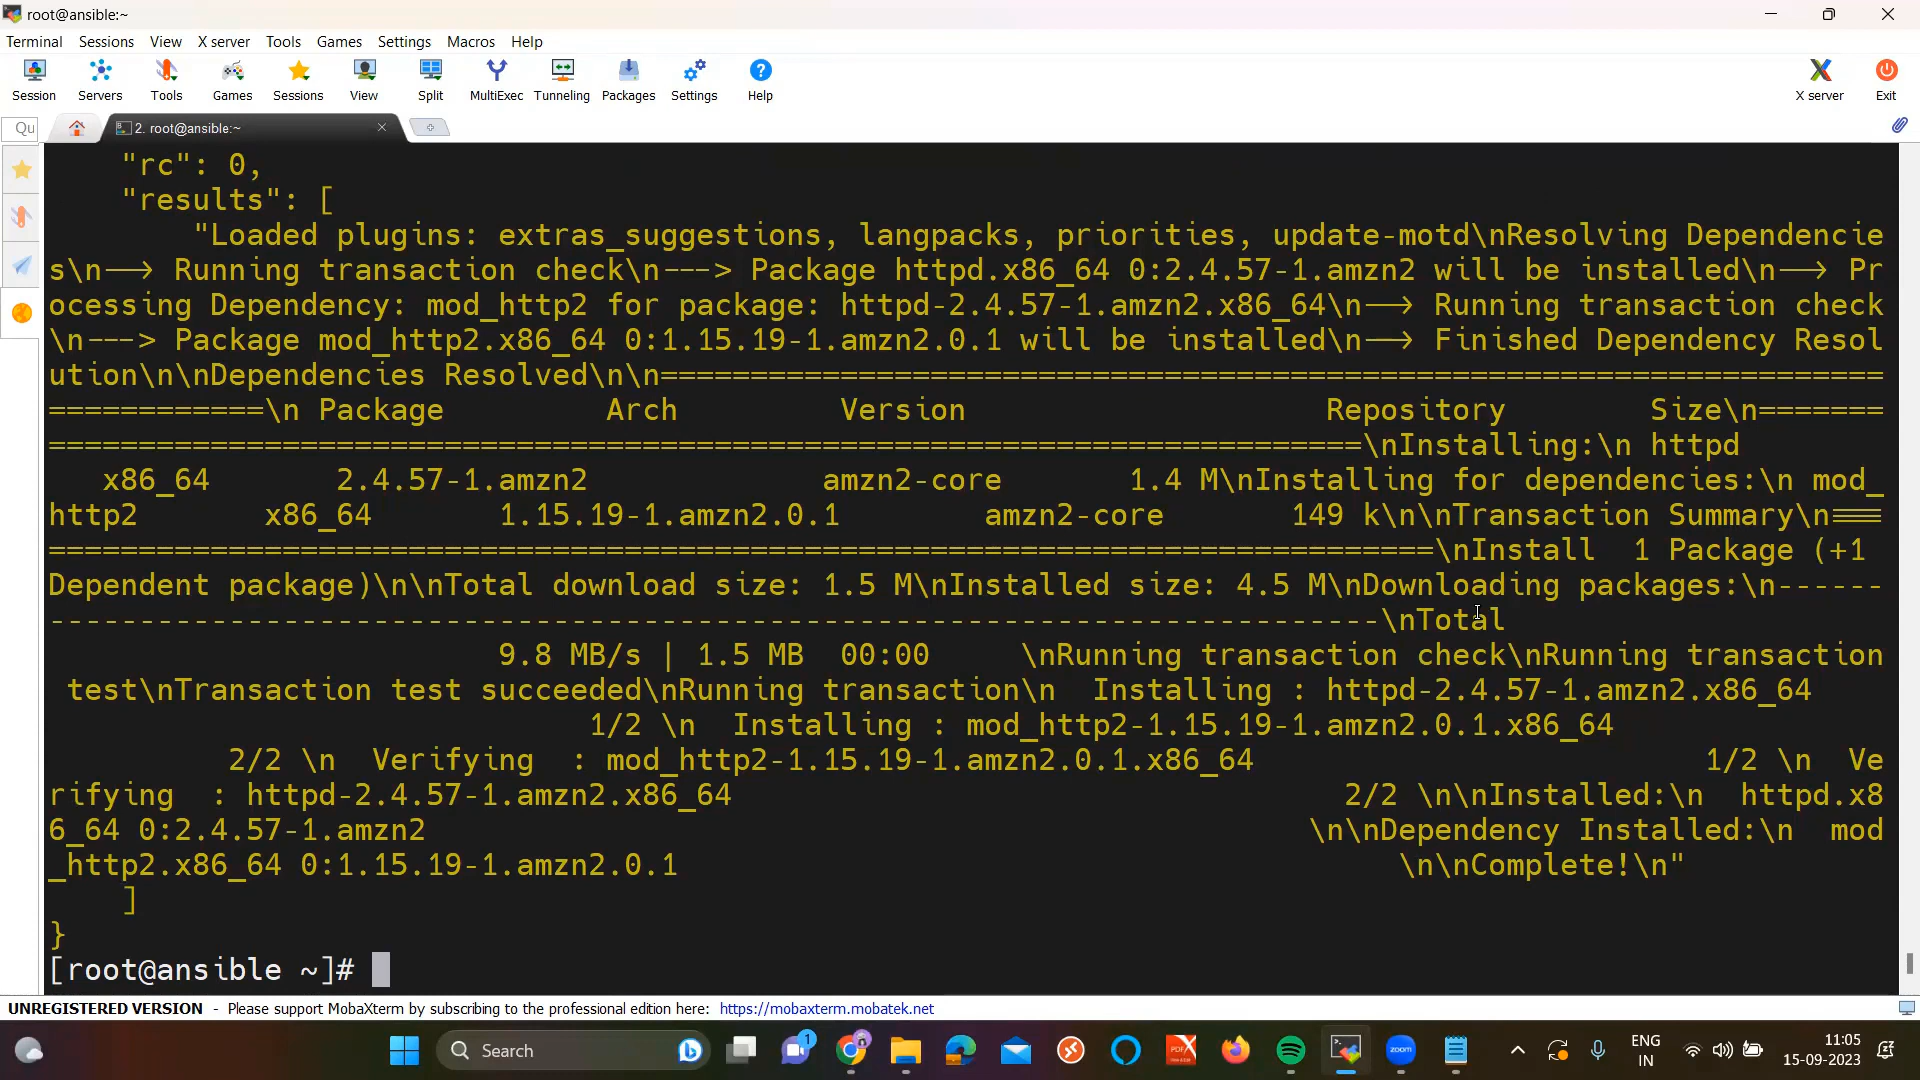 root@ansible:~
Terminal Sessions View X server Tools Games Settings Macros Help
Session Servers Tools Games Sessions View Split MultiExec Tunneling Packages Settings Help X server Exit
Qu 2. root@ansible:~
"rc": 0,
"results": [
"Loaded plugins: extras_suggestions, langpacks, priorities, update-motd\nResolving Dependencie
s\n--> Running transaction check\n---> Package httpd.x86_64 0:2.4.57-1.amzn2 will be installed\n--> Pr
ocessing Dependency: mod_http2 for package: httpd-2.4.57-1.amzn2.x86_64\n--> Running transaction check
\n---> Package mod_http2.x86_64 0:1.15.19-1.amzn2.0.1 will be installed\n--> Finished Dependency Resol
ution\n\nDependencies Resolved\n\n====================================================================
============\n Package Arch Version Repository Size\n=======
=========================================================================\nInstalling:\n httpd
x86_64 2.4.57-1.amzn2 amzn2-core 1.4 M\nInstalling for dependencies:\n mod_
http2 x86_64 1.15.19-1.amzn2.0.1 amzn2-core 149 k\n\nTransaction Summary\n===
=============================================================================\nInstall 1 Package (+1
Dependent package)\n\nTotal download size: 1.5 M\nInstalled size: 4.5 M\nDownloading packages:\n------
--------------------------------------------------------------------------\nTotal
9.8 MB/s | 1.5 MB 00:00 \nRunning transaction check\nRunning transaction
test\nTransaction test succeeded\nRunning transaction\n Installing : httpd-2.4.57-1.amzn2.x86_64
1/2 \n Installing : mod_http2-1.15.19-1.amzn2.0.1.x86_64
2/2 \n Verifying : mod_http2-1.15.19-1.amzn2.0.1.x86_64 1/2 \n Ve
rifying : httpd-2.4.57-1.amzn2.x86_64 2/2 \n\nInstalled:\n httpd.x8
6_64 0:2.4.57-1.amzn2 \n\nDependency Installed:\n mod
_http2.x86_64 0:1.15.19-1.amzn2.0.1 \n\nComplete!\n"
]
}
[root@ansible ~]#
UNREGISTERED VERSION - Please support MobaXterm by subscribing to the professional edition here: https://mobaxterm.mobatek.net
Search 1 PDF zoom ENG 11:05
IN 15-09-2023